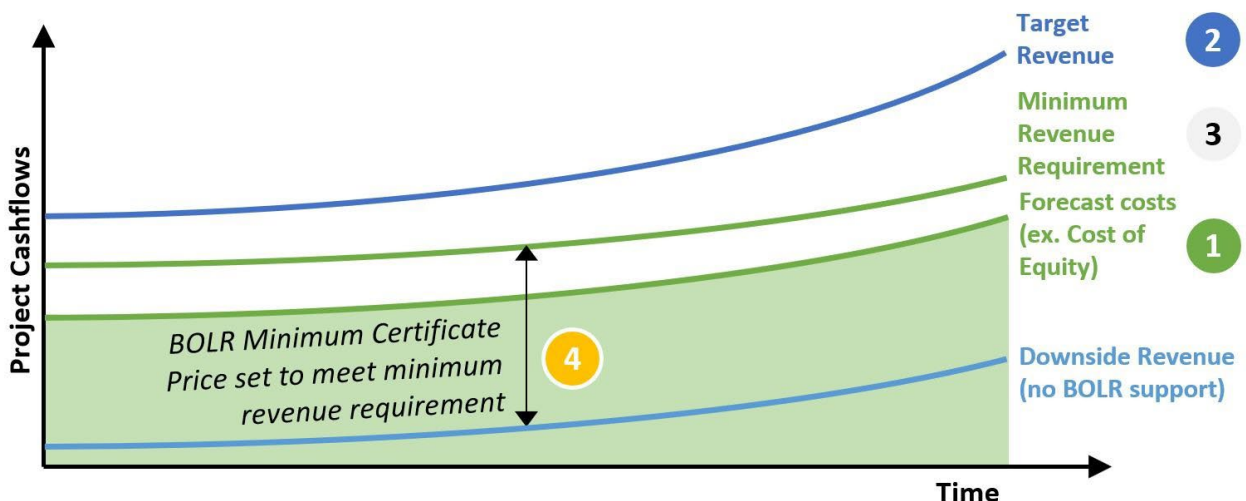 Project Cashflows
Target
Revenue
2
Minimum
Revenue
Requirement
3
Forecast costs
(ex. Cost of
Equity)
1
BOLR Minimum Certificate
Price set to meet minimum
revenue requirement
4
Downside Revenue
(no BOLR support)
Time